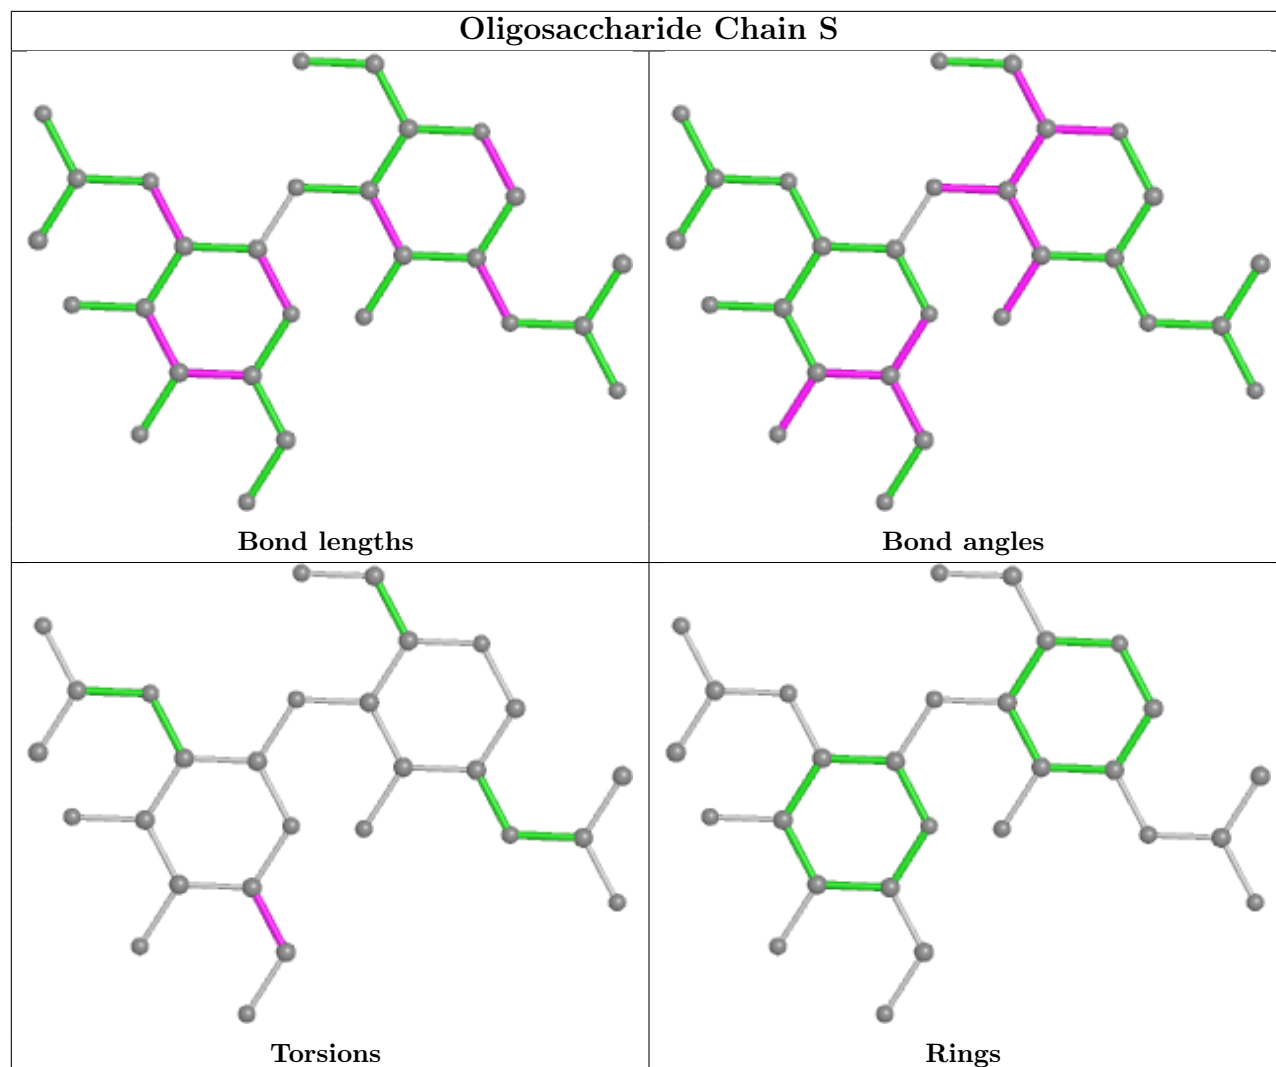 Oligosaccharide Chain S
Bond lengths
Bond angles
Torsions
Rings